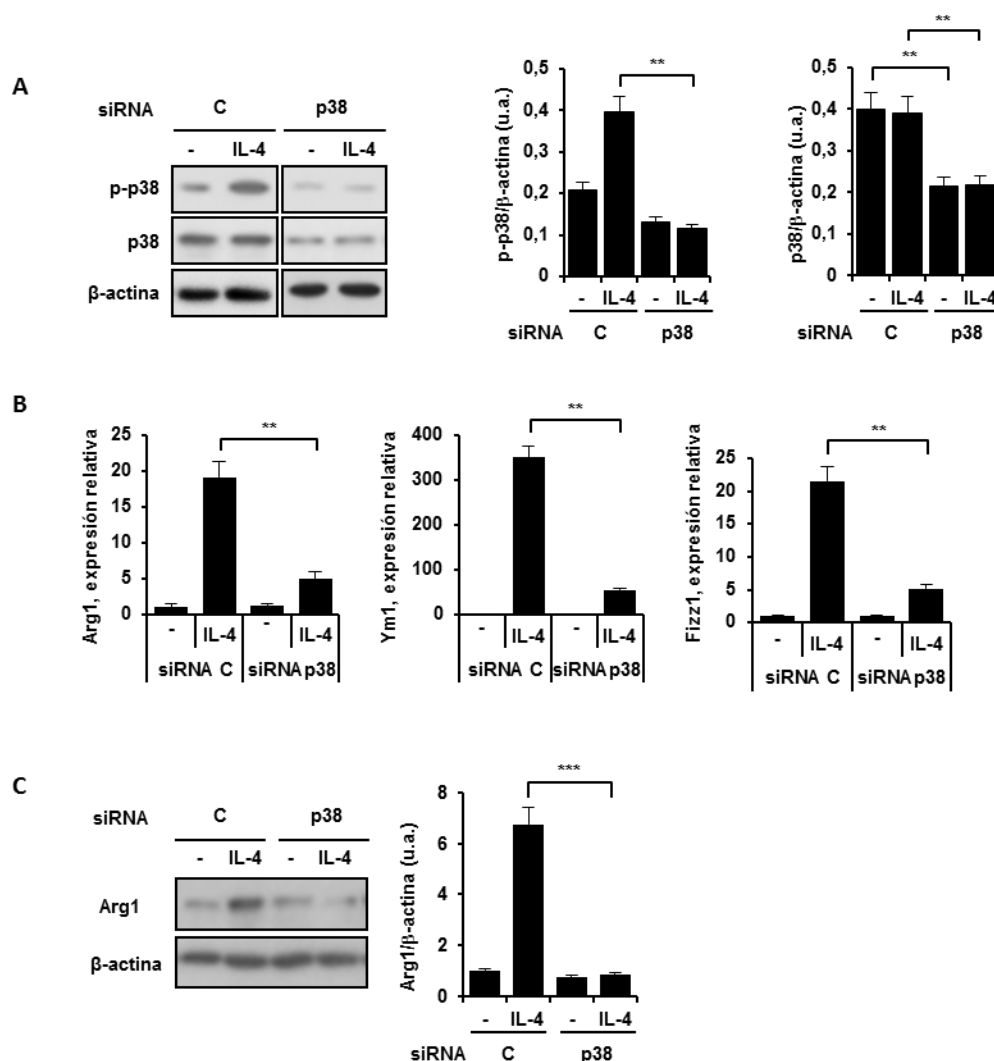 A
siRNA C p38
- IL-4 - IL-4
p-p38
p38
β-actina
p-p38/β-actina (u.a.)
**
0,5
0,4
0,3
0,2
0,1
0
- IL-4 - IL-4
siRNA C p38
p38/β-actina (u.a.)
**
**
0,5
0,4
0,3
0,2
0,1
0
- IL-4 - IL-4
siRNA C p38
B
Arg1, expresión relativa
**
25
20
15
10
5
0
- IL-4 - IL-4
siRNA C siRNA p38
Ym1, expresión relativa
**
400
300
200
100
0
- IL-4 - IL-4
siRNA C siRNA p38
Fizz1, expresión relativa
**
25
20
15
10
5
0
- IL-4 - IL-4
siRNA C siRNA p38
C
siRNA C p38
- IL-4 - IL-4
Arg1
β-actina
Arg1/β-actina (u.a.)
***
8
6
4
2
0
- IL-4 - IL-4
siRNA C p38